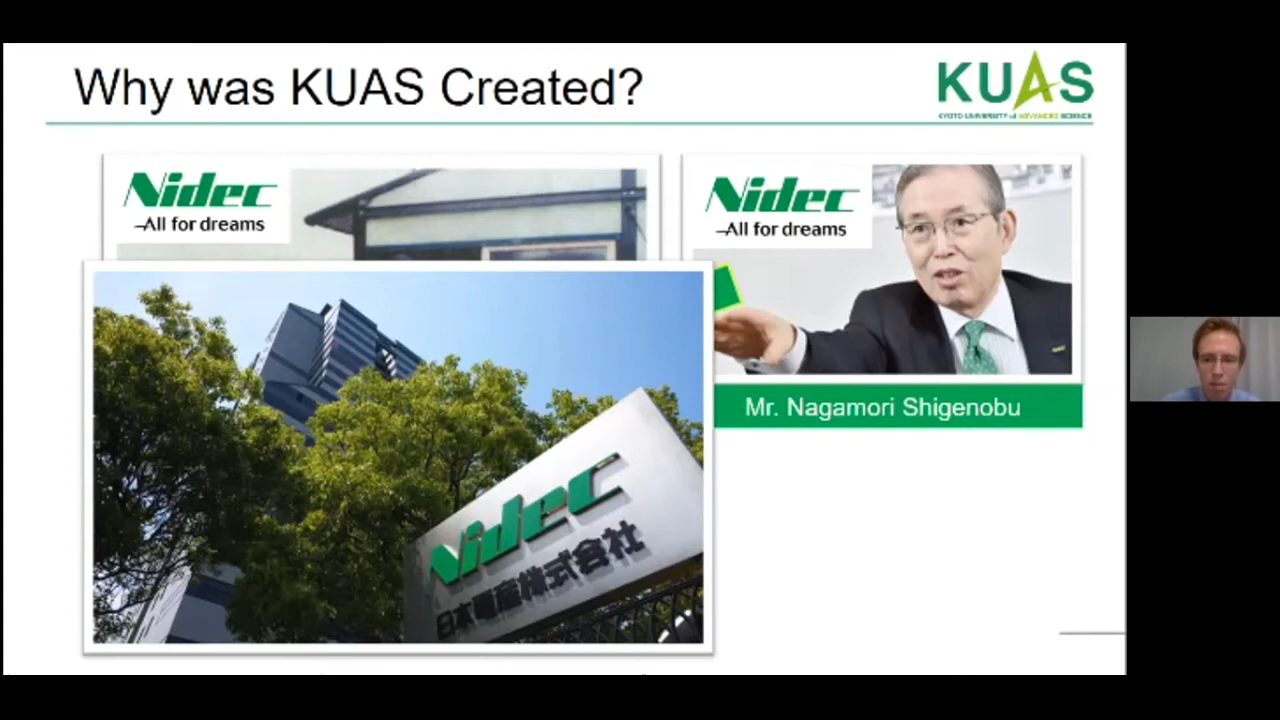 Why was KUAS Created?
KUAS
KYOTO UNIVERSITY of ADVANCED SCIENCE
Nidec
-All for dreams
Nidec
-All for dreams
Mr. Nagamori Shigenobu
Nidec
日本電産株式会社